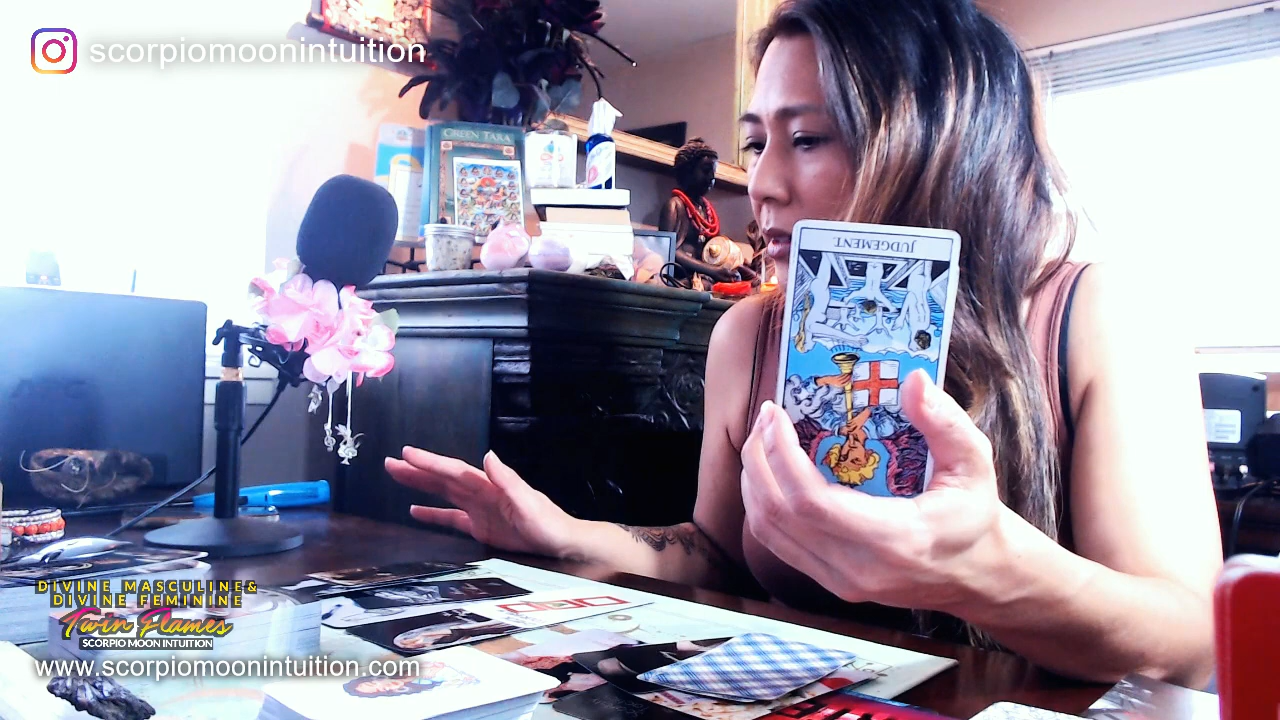 scorpiomoonintuition
GREEN TARA
JUDGEMENT.
DIVINE MASCULINE&
DIVINE FEMININE
Twin Flames
SCORPIO MOON INTUITION
www.scorpiomoonintuition.com